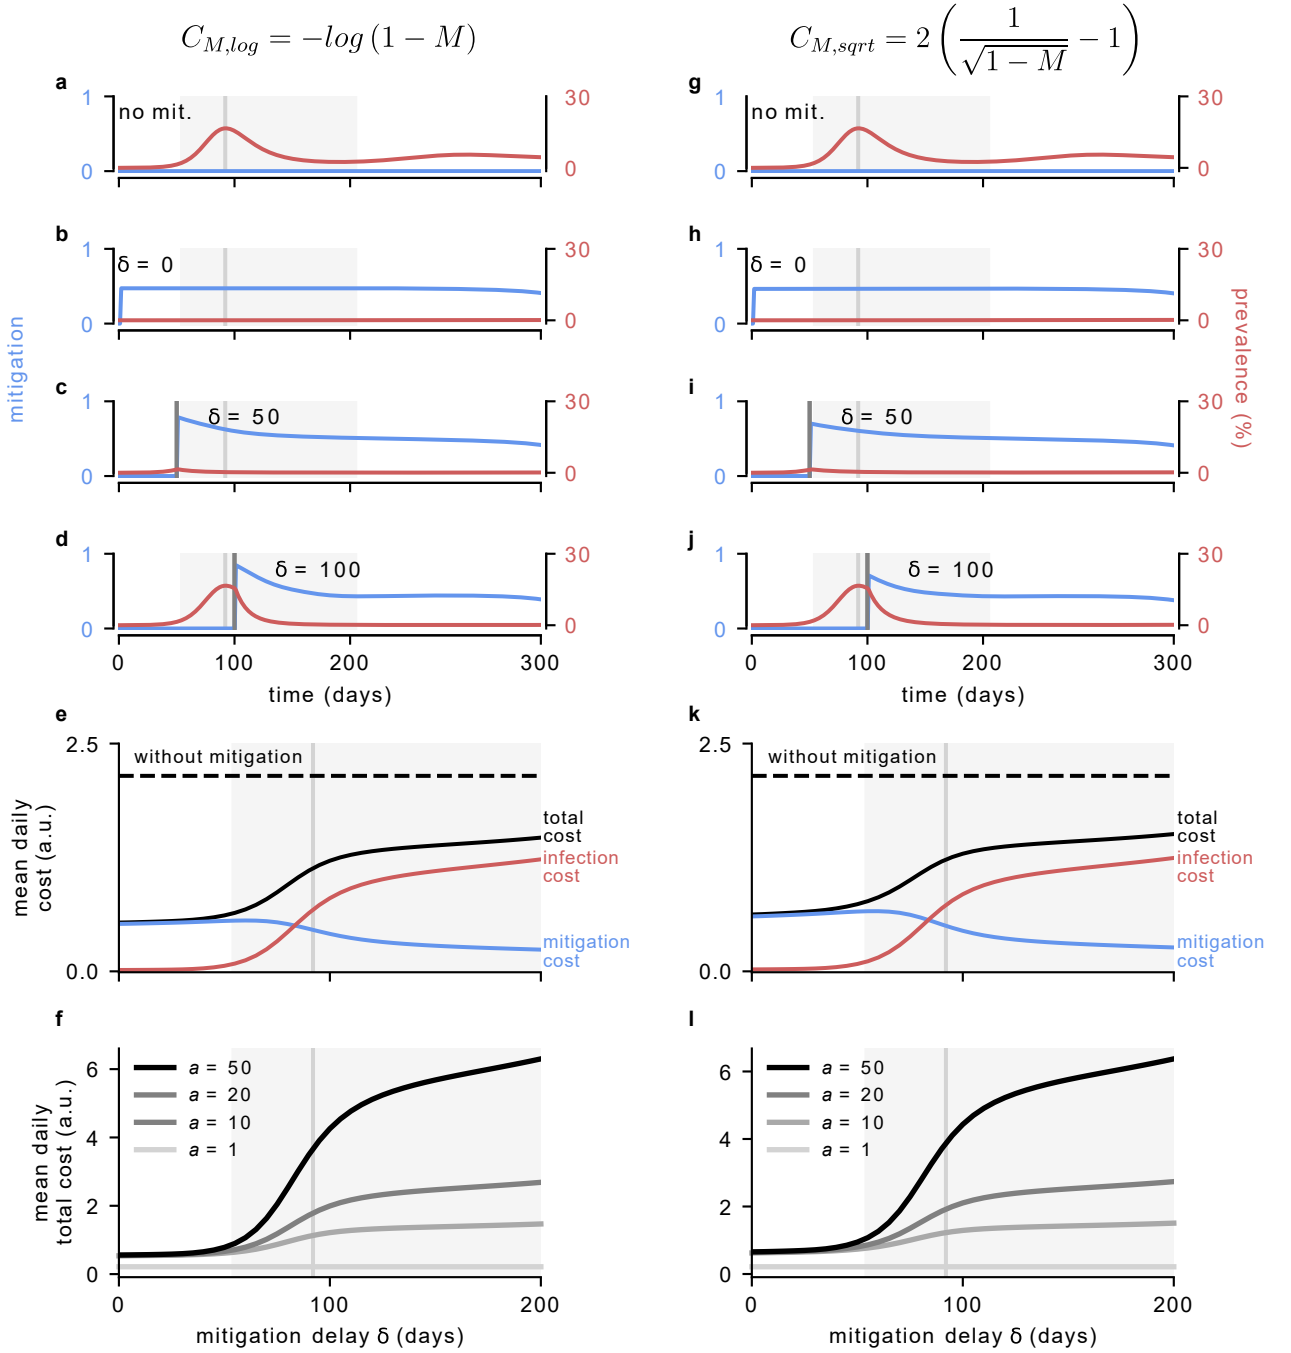 C_{M,log} = −log (1 − M)
a
1
no mit.
30
0
0
b
1
δ = 0
30
0
0
mitigation
c
1
δ = 50
30
0
0
d
1
δ = 100
30
0
0
0 100 200 300
time (days)
e
2.5
without mitigation
total
cost
infection
cost
mitigation
cost
mean daily
cost (a.u.)
0.0
f
6
4
2
0
a = 50
a = 20
a = 10
a = 1
mean daily
total cost (a.u.)
0 100 200
mitigation delay δ (days)
C_{M,sqrt} = 2 ( 1 / √(1 − M) − 1 )
g
1
no mit.
30
0
0
h
1
δ = 0
30
0
0
prevalence (%)
i
1
δ = 50
30
0
0
j
1
δ = 100
30
0
0
0 100 200 300
time (days)
k
2.5
without mitigation
total
cost
infection
cost
mitigation
cost
0.0
l
6
4
2
0
a = 50
a = 20
a = 10
a = 1
0 100 200
mitigation delay δ (days)